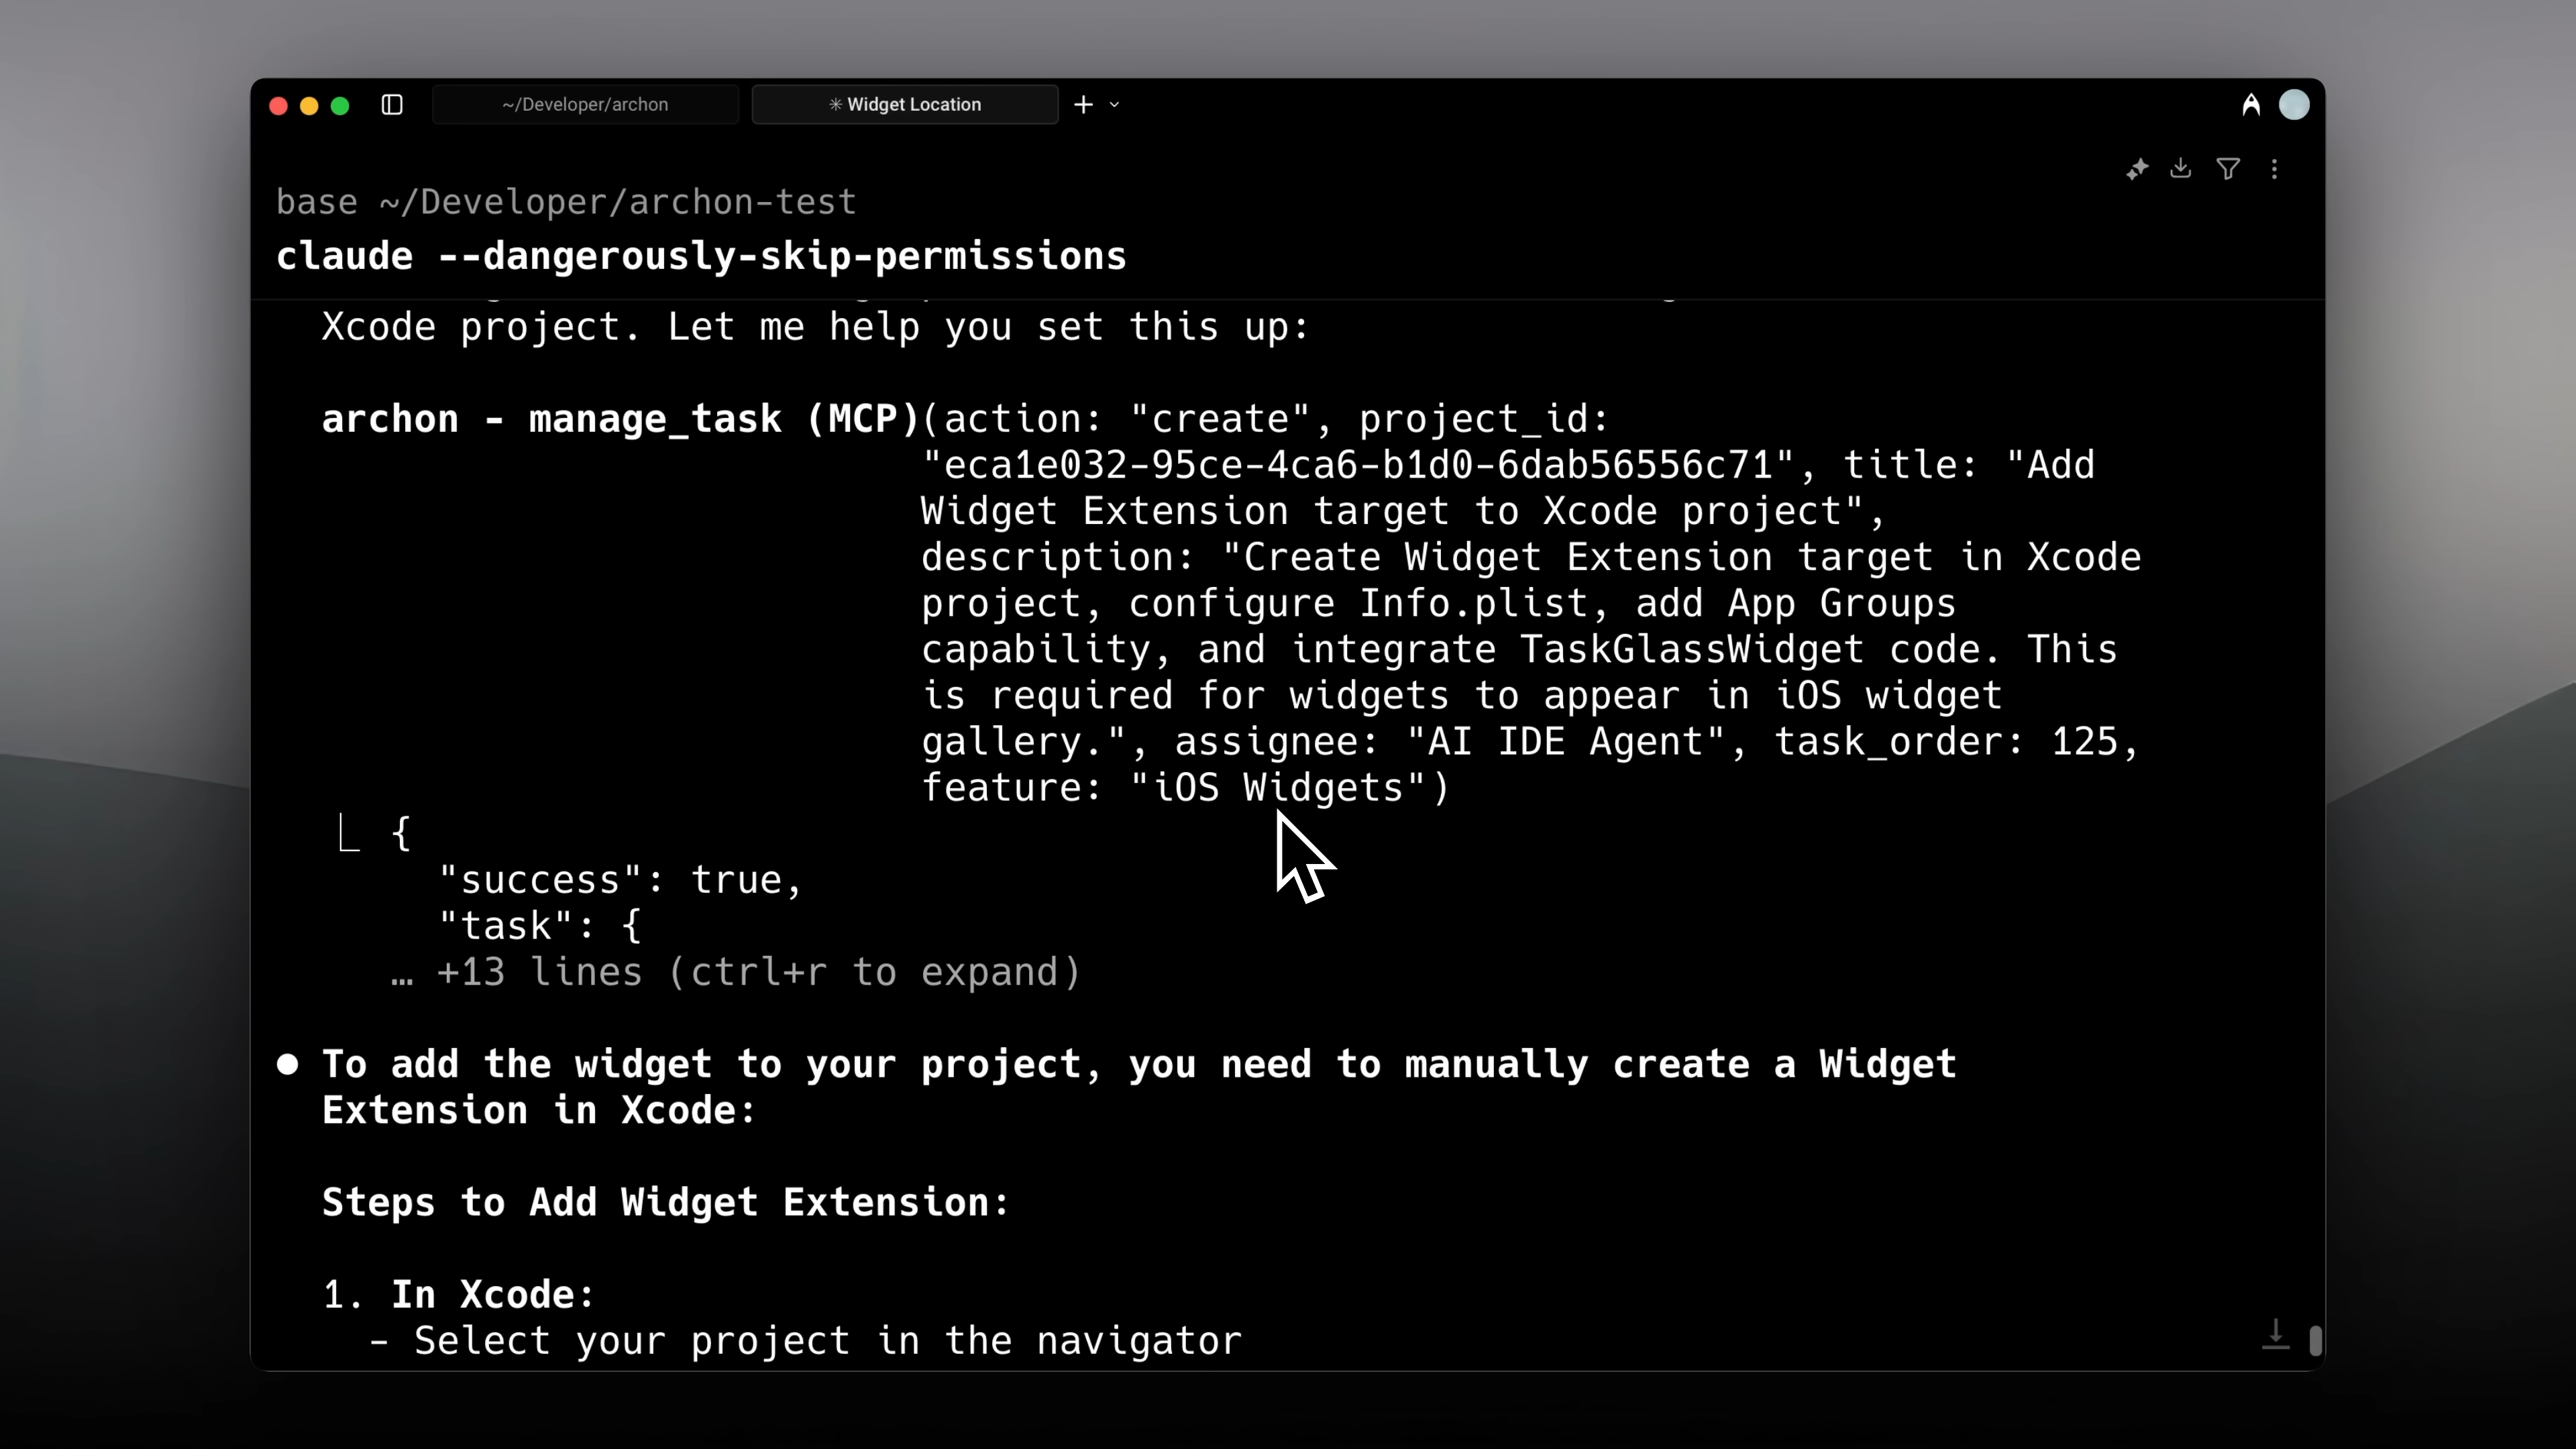 ~/Developer/archon
✳ Widget Location
base ~/Developer/archon-test
claude --dangerously-skip-permissions
Xcode project. Let me help you set this up:
archon - manage_task (MCP)(action: "create", project_id:
"eca1e032-95ce-4ca6-b1d0-6dab56556c71", title: "Add
Widget Extension target to Xcode project",
description: "Create Widget Extension target in Xcode
project, configure Info.plist, add App Groups
capability, and integrate TaskGlassWidget code. This
is required for widgets to appear in iOS widget
gallery.", assignee: "AI IDE Agent", task_order: 125,
feature: "iOS Widgets")
⎿ {
"success": true,
"task": {
… +13 lines (ctrl+r to expand)
● To add the widget to your project, you need to manually create a Widget
Extension in Xcode:
Steps to Add Widget Extension:
1. In Xcode:
- Select your project in the navigator